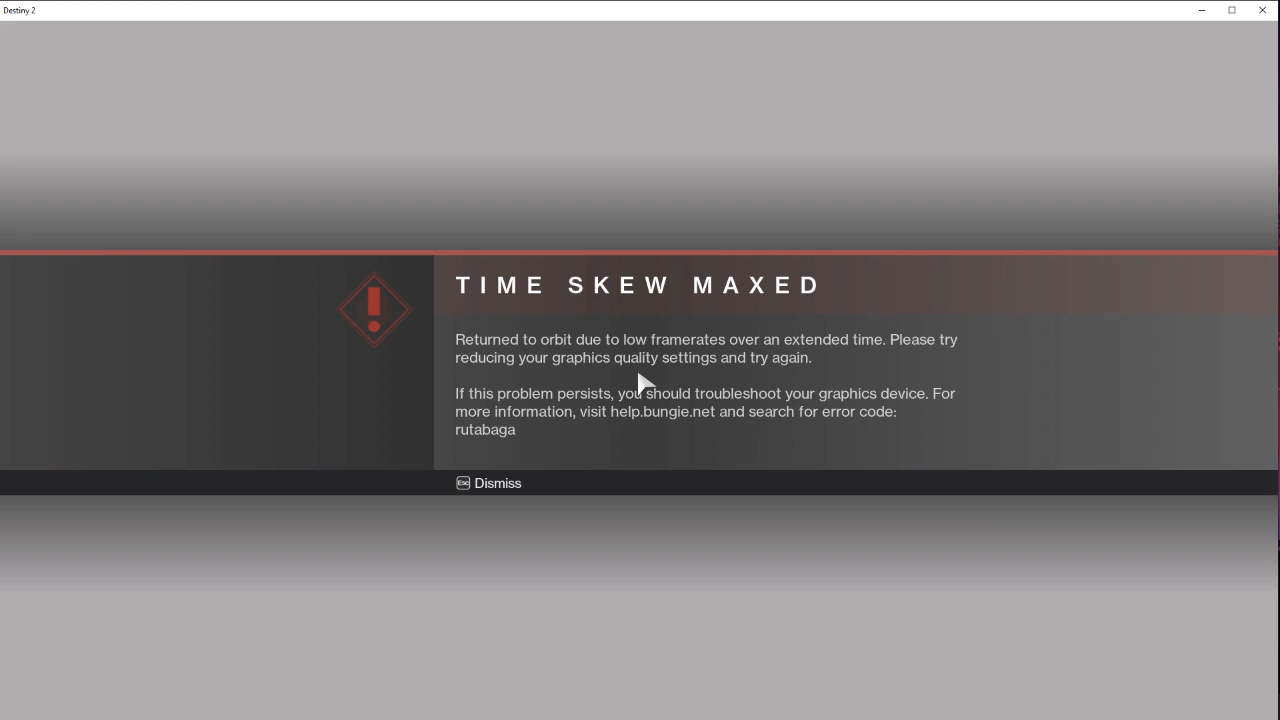 Destiny 2
TIME SKEW MAXED
Returned to orbit due to low framerates over an extended time. Please try
reducing your graphics quality settings and try again.
If this problem persists, you should troubleshoot your graphics device. For
more information, visit help.bungie.net and search for error code:
rutabaga
Esc Dismiss